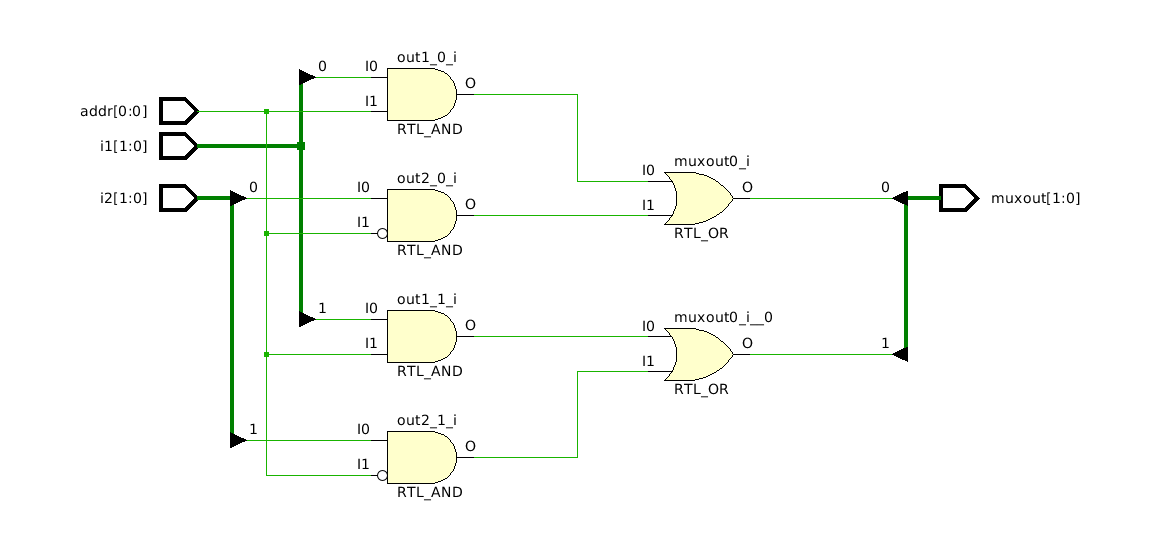 out1_0_i
0
I0
O
addr[0:0]
I1
RTL_AND
i1[1:0]
out2_0_i
i2[1:0]
0
I0
O
I1
RTL_AND
muxout0_i
I0
O
0
muxout[1:0]
I1
RTL_OR
out1_1_i
1
I0
O
I1
RTL_AND
muxout0_i__0
I0
O
1
I1
RTL_OR
out2_1_i
1
I0
O
I1
RTL_AND